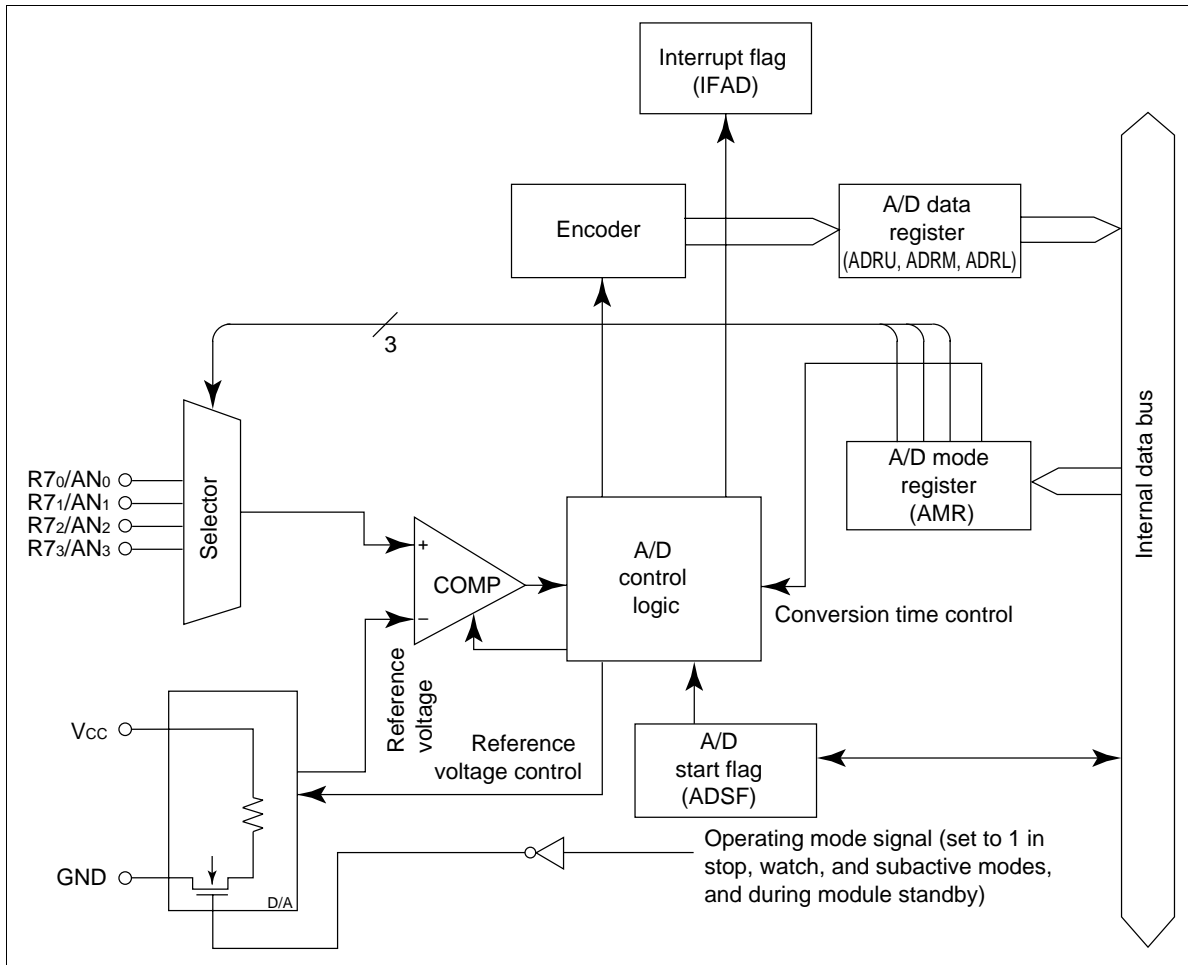 Interrupt flag
(IFAD)
Encoder
A/D data
register
(ADRU, ADRM, ADRL)
3
Internal data bus
A/D mode
register
(AMR)
R7₀/AN₀
R7₁/AN₁
R7₂/AN₂
R7₃/AN₃
Selector
+
COMP
−
A/D
control
logic
Conversion time control
Reference
voltage
VCC
Reference
voltage control
A/D
start flag
(ADSF)
GND
D/A
Operating mode signal (set to 1 in
stop, watch, and subactive modes,
and during module standby)